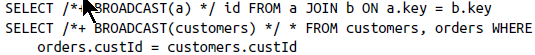 SELECT /*+ BROADCAST(a) */ id FROM a JOIN b ON a.key = b.key
SELECT /*+ BROADCAST(customers) */ * FROM customers, orders WHERE
orders.custId = customers.custId